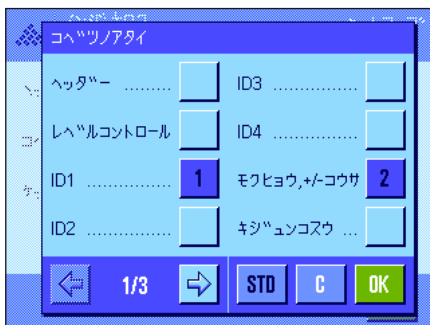 コベツノアタイ
ヘッダー ......... 
ID3 ................
レベルコントロール
ID4 ................
ID1 ................ 1
モクヒョウ,+/-コウサ 2
ID2 ................
キジュンコスウ ...
1/3
STD
C
OK